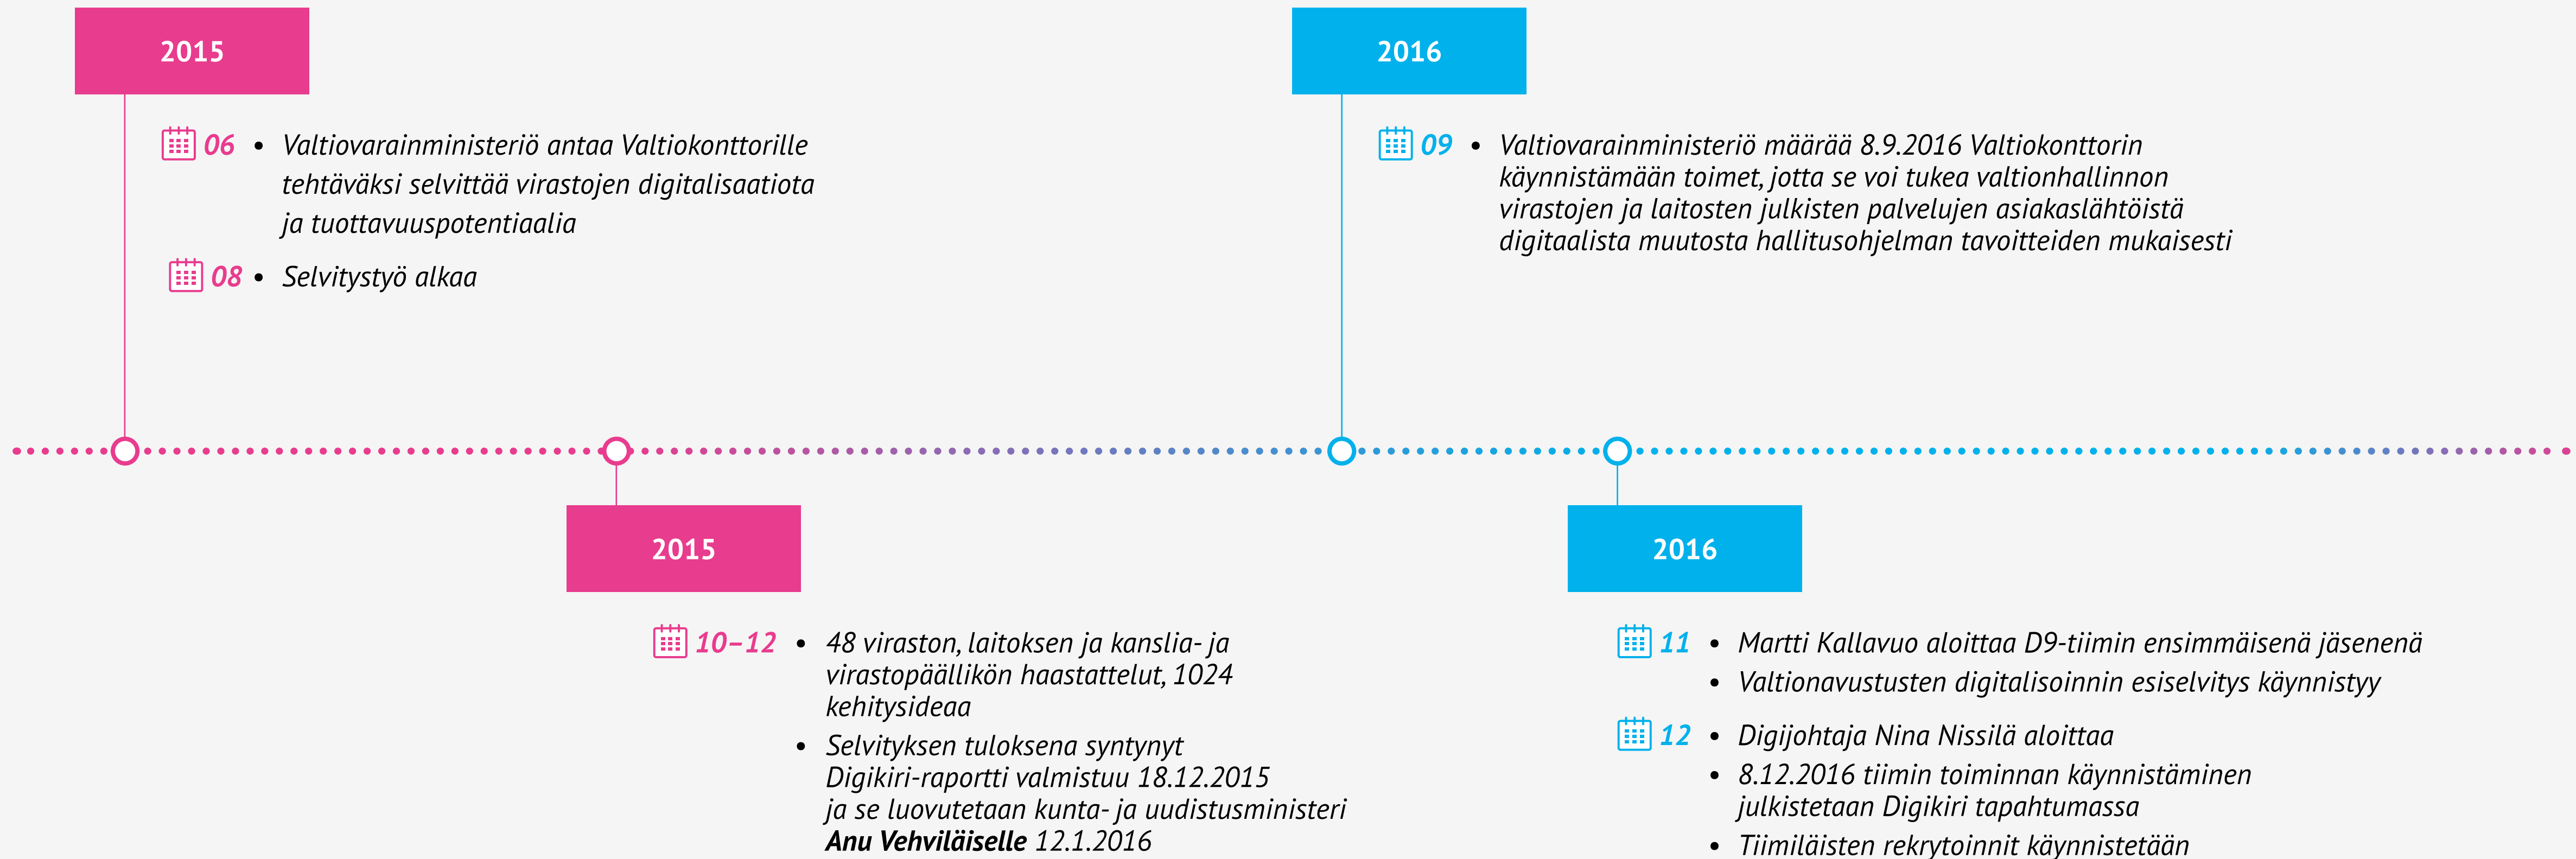 2015
06 • Valtiovarainministeriö antaa Valtiokonttorille
tehtäväksi selvittää virastojen digitalisaatiota
ja tuottavuuspotentiaalia
08 • Selvitystyö alkaa
2015
10–12 • 48 viraston, laitoksen ja kanslia- ja
virastopäällikön haastattelut, 1024
kehitysideaa
• Selvityksen tuloksena syntynyt
Digikiri-raportti valmistuu 18.12.2015
ja se luovutetaan kunta- ja uudistusministeri
Anu Vehviläiselle 12.1.2016
2016
09 • Valtiovarainministeriö määrää 8.9.2016 Valtiokonttorin
käynnistämään toimet, jotta se voi tukea valtionhallinnon
virastojen ja laitosten julkisten palvelujen asiakaslähtöistä
digitaalista muutosta hallitusohjelman tavoitteiden mukaisesti
2016
11 • Martti Kallavuo aloittaa D9-tiimin ensimmäisenä jäsenenä
• Valtionavustusten digitalisoinnin esiselvitys käynnistyy
12 • Digijohtaja Nina Nissilä aloittaa
• 8.12.2016 tiimin toiminnan käynnistäminen
julkistetaan Digikiri tapahtumassa
• Tiimiläisten rekrytoinnit käynnistetään